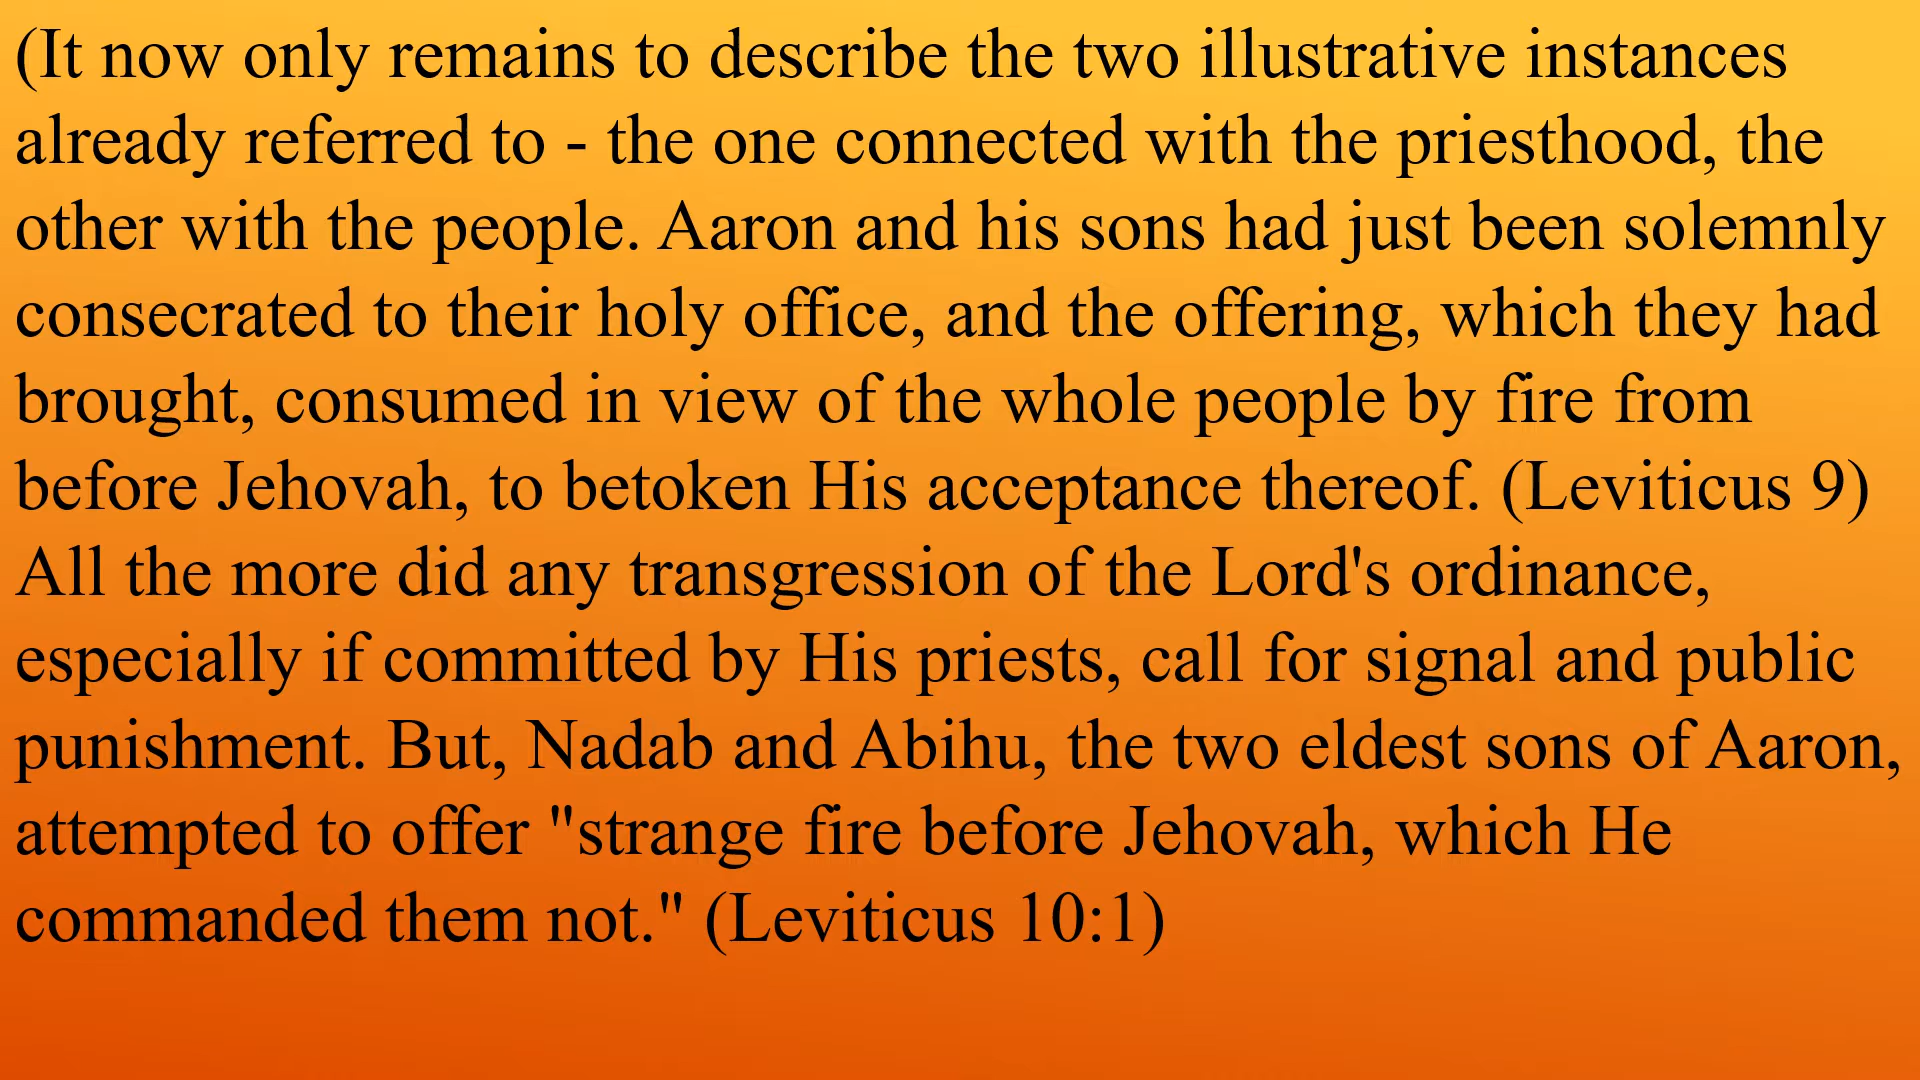 (It now only remains to describe the two illustrative instances
already referred to - the one connected with the priesthood, the
other with the people. Aaron and his sons had just been solemnly
consecrated to their holy office, and the offering, which they had
brought, consumed in view of the whole people by fire from
before Jehovah, to betoken His acceptance thereof. (Leviticus 9)
All the more did any transgression of the Lord's ordinance,
especially if committed by His priests, call for signal and public
punishment. But, Nadab and Abihu, the two eldest sons of Aaron,
attempted to offer "strange fire before Jehovah, which He
commanded them not." (Leviticus 10:1)